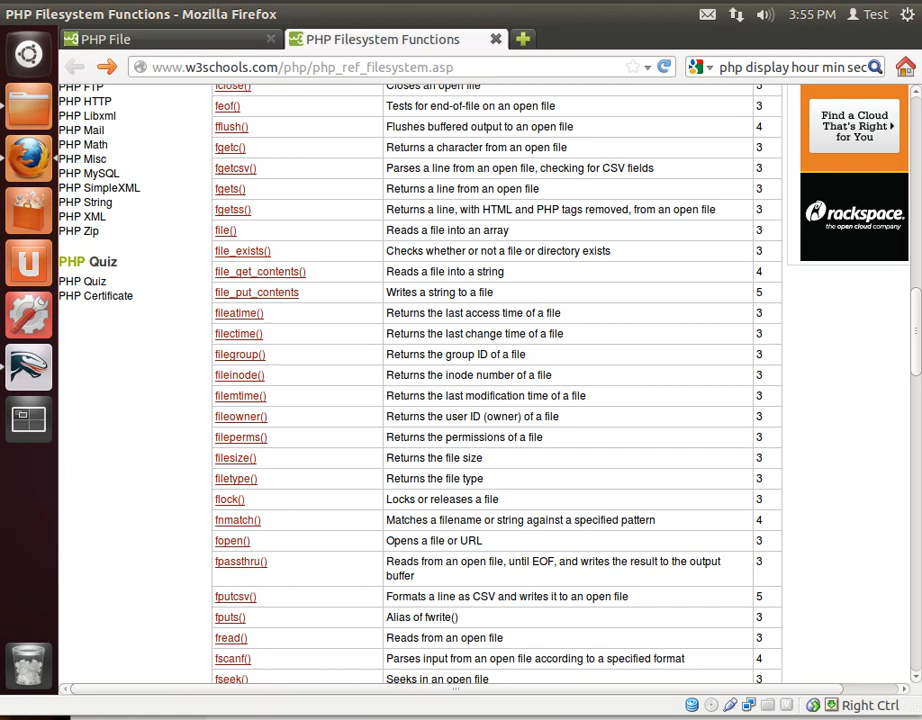 PHP Filesystem Functions - Mozilla Firefox
3:55 PM Test
PHP File
PHP Filesystem Functions
www.w3schools.com/php/php_ref_filesystem.asp
php display hour min sec
PHP FTP
PHP HTTP
PHP Libxml
PHP Mail
PHP Math
PHP Misc
PHP MySQL
PHP SimpleXML
PHP String
PHP XML
PHP Zip
PHP Quiz
PHP Quiz
PHP Certificate
fclose() Closes an open file 3
feof() Tests for end-of-file on an open file 3
fflush() Flushes buffered output to an open file 4
fgetc() Returns a character from an open file 3
fgetcsv() Parses a line from an open file, checking for CSV fields 3
fgets() Returns a line from an open file 3
fgetss() Returns a line, with HTML and PHP tags removed, from an open file 3
file() Reads a file into an array 3
file_exists() Checks whether or not a file or directory exists 3
file_get_contents() Reads a file into a string 4
file_put_contents Writes a string to a file 5
fileatime() Returns the last access time of a file 3
filectime() Returns the last change time of a file 3
filegroup() Returns the group ID of a file 3
fileinode() Returns the inode number of a file 3
filemtime() Returns the last modification time of a file 3
fileowner() Returns the user ID (owner) of a file 3
fileperms() Returns the permissions of a file 3
filesize() Returns the file size 3
filetype() Returns the file type 3
flock() Locks or releases a file 3
fnmatch() Matches a filename or string against a specified pattern 4
fopen() Opens a file or URL 3
fpassthru() Reads from an open file, until EOF, and writes the result to the output 3
buffer
fputcsv() Formats a line as CSV and writes it to an open file 5
fputs() Alias of fwrite() 3
fread() Reads from an open file 3
fscanf() Parses input from an open file according to a specified format 4
fseek() Seeks in an open file 3
Find a Cloud
That's Right
for You
rackspace.
the open cloud company
Right Ctrl